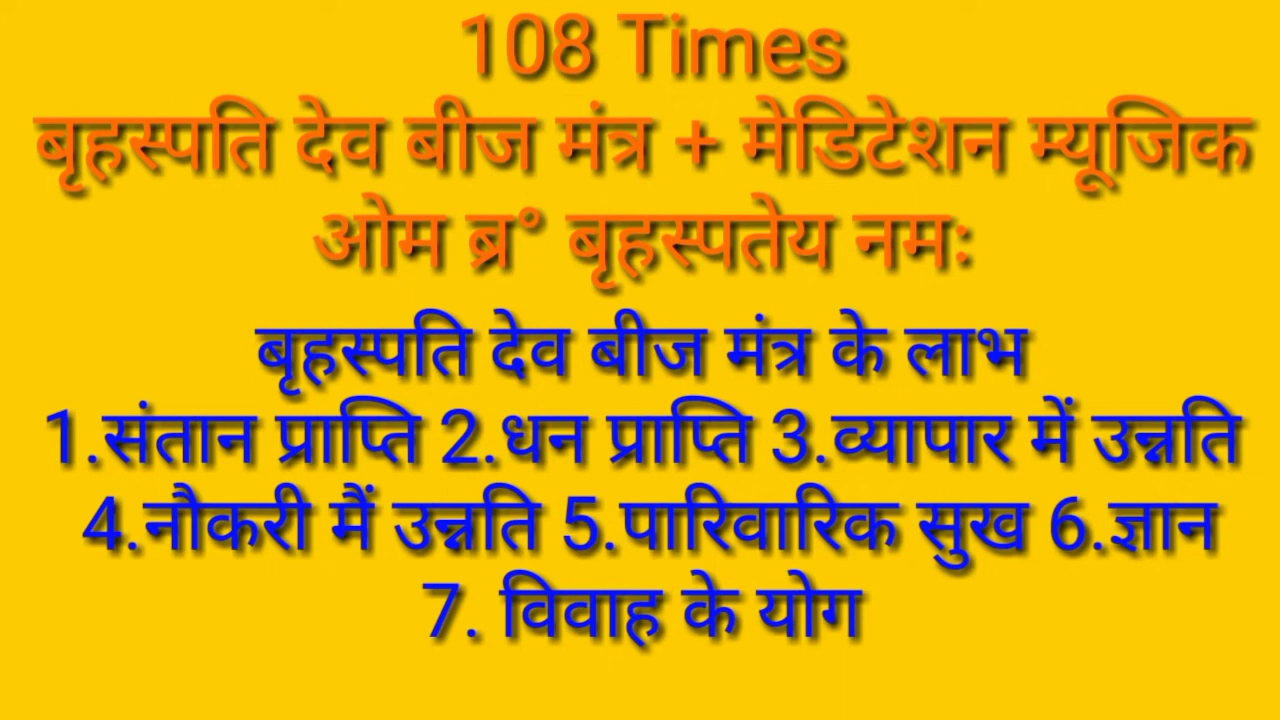 108 Times
बृहस्पति देव बीज मंत्र + मेडिटेशन म्यूजिक
ओम ब्र° बृहस्पतेय नमः
बृहस्पति देव बीज मंत्र के लाभ
1.संतान प्राप्ति 2.धन प्राप्ति 3.व्यापार में उन्नति
4.नौकरी मैं उन्नति 5.पारिवारिक सुख 6.ज्ञान
7. विवाह के योग